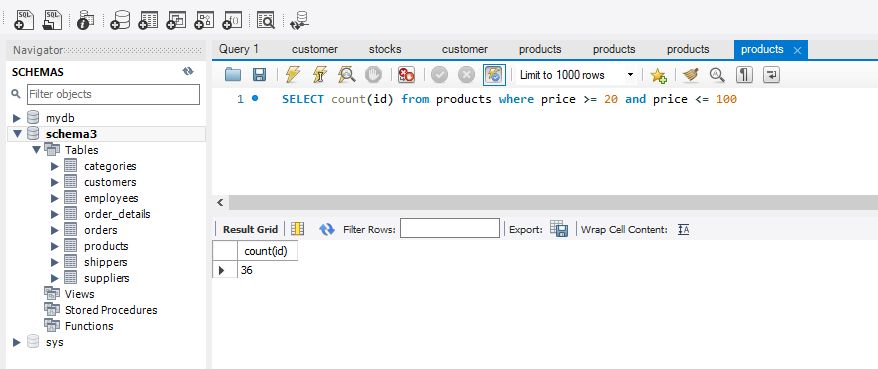 Navigator
SCHEMAS
Filter objects
mydb
schema3
Tables
categories
customers
employees
order_details
orders
products
shippers
suppliers
Views
Stored Procedures
Functions
sys
Query 1 customer stocks customer products products products products
Limit to 1000 rows
1 SELECT count(id) from products where price >= 20 and price <= 100
Result Grid Filter Rows: Export: Wrap Cell Content:
count(id)
36